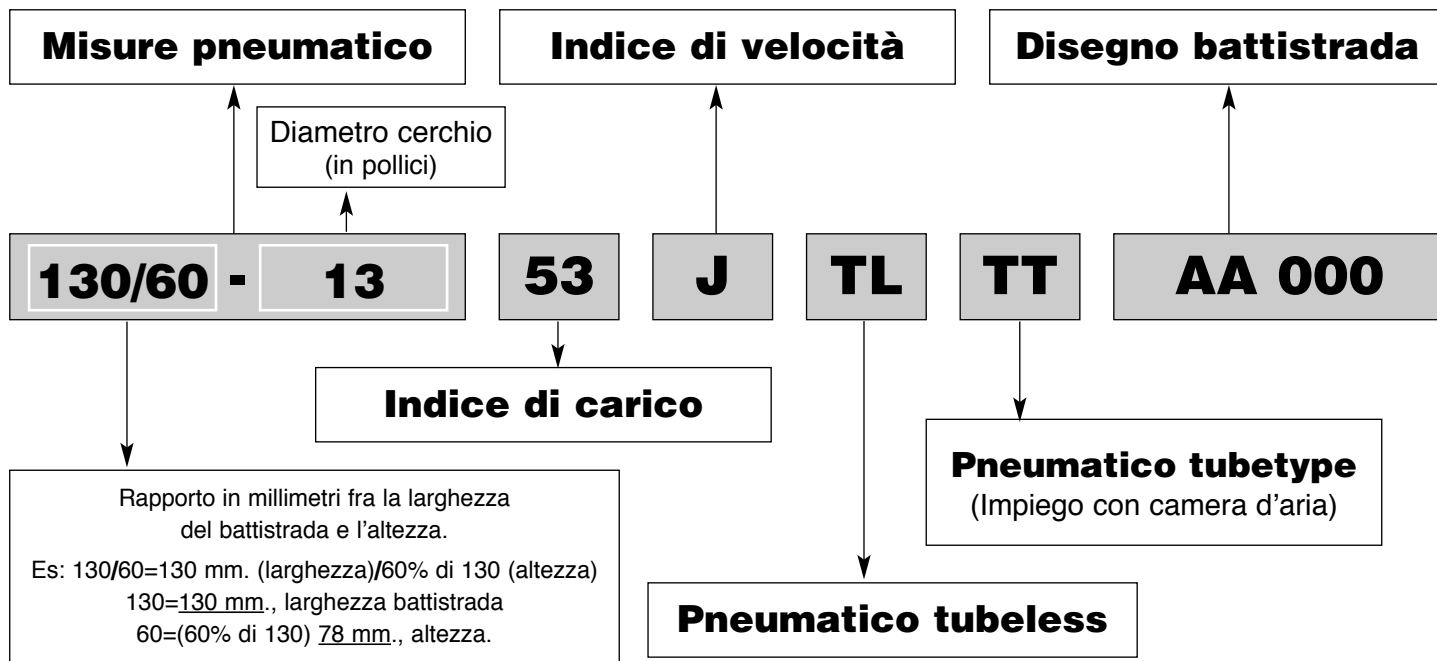 Misure pneumatico
Indice di velocità
Disegno battistrada
Diametro cerchio
(in pollici)
130/60 - 13
53
J
TL
TT
AA 000
Indice di carico
Pneumatico tubetype
(Impiego con camera d'aria)
Rapporto in millimetri fra la larghezza
del battistrada e l'altezza.
Es: 130/60=130 mm. (larghezza)/60% di 130 (altezza)
130=130 mm., larghezza battistrada
60=(60% di 130) 78 mm., altezza.
Pneumatico tubeless